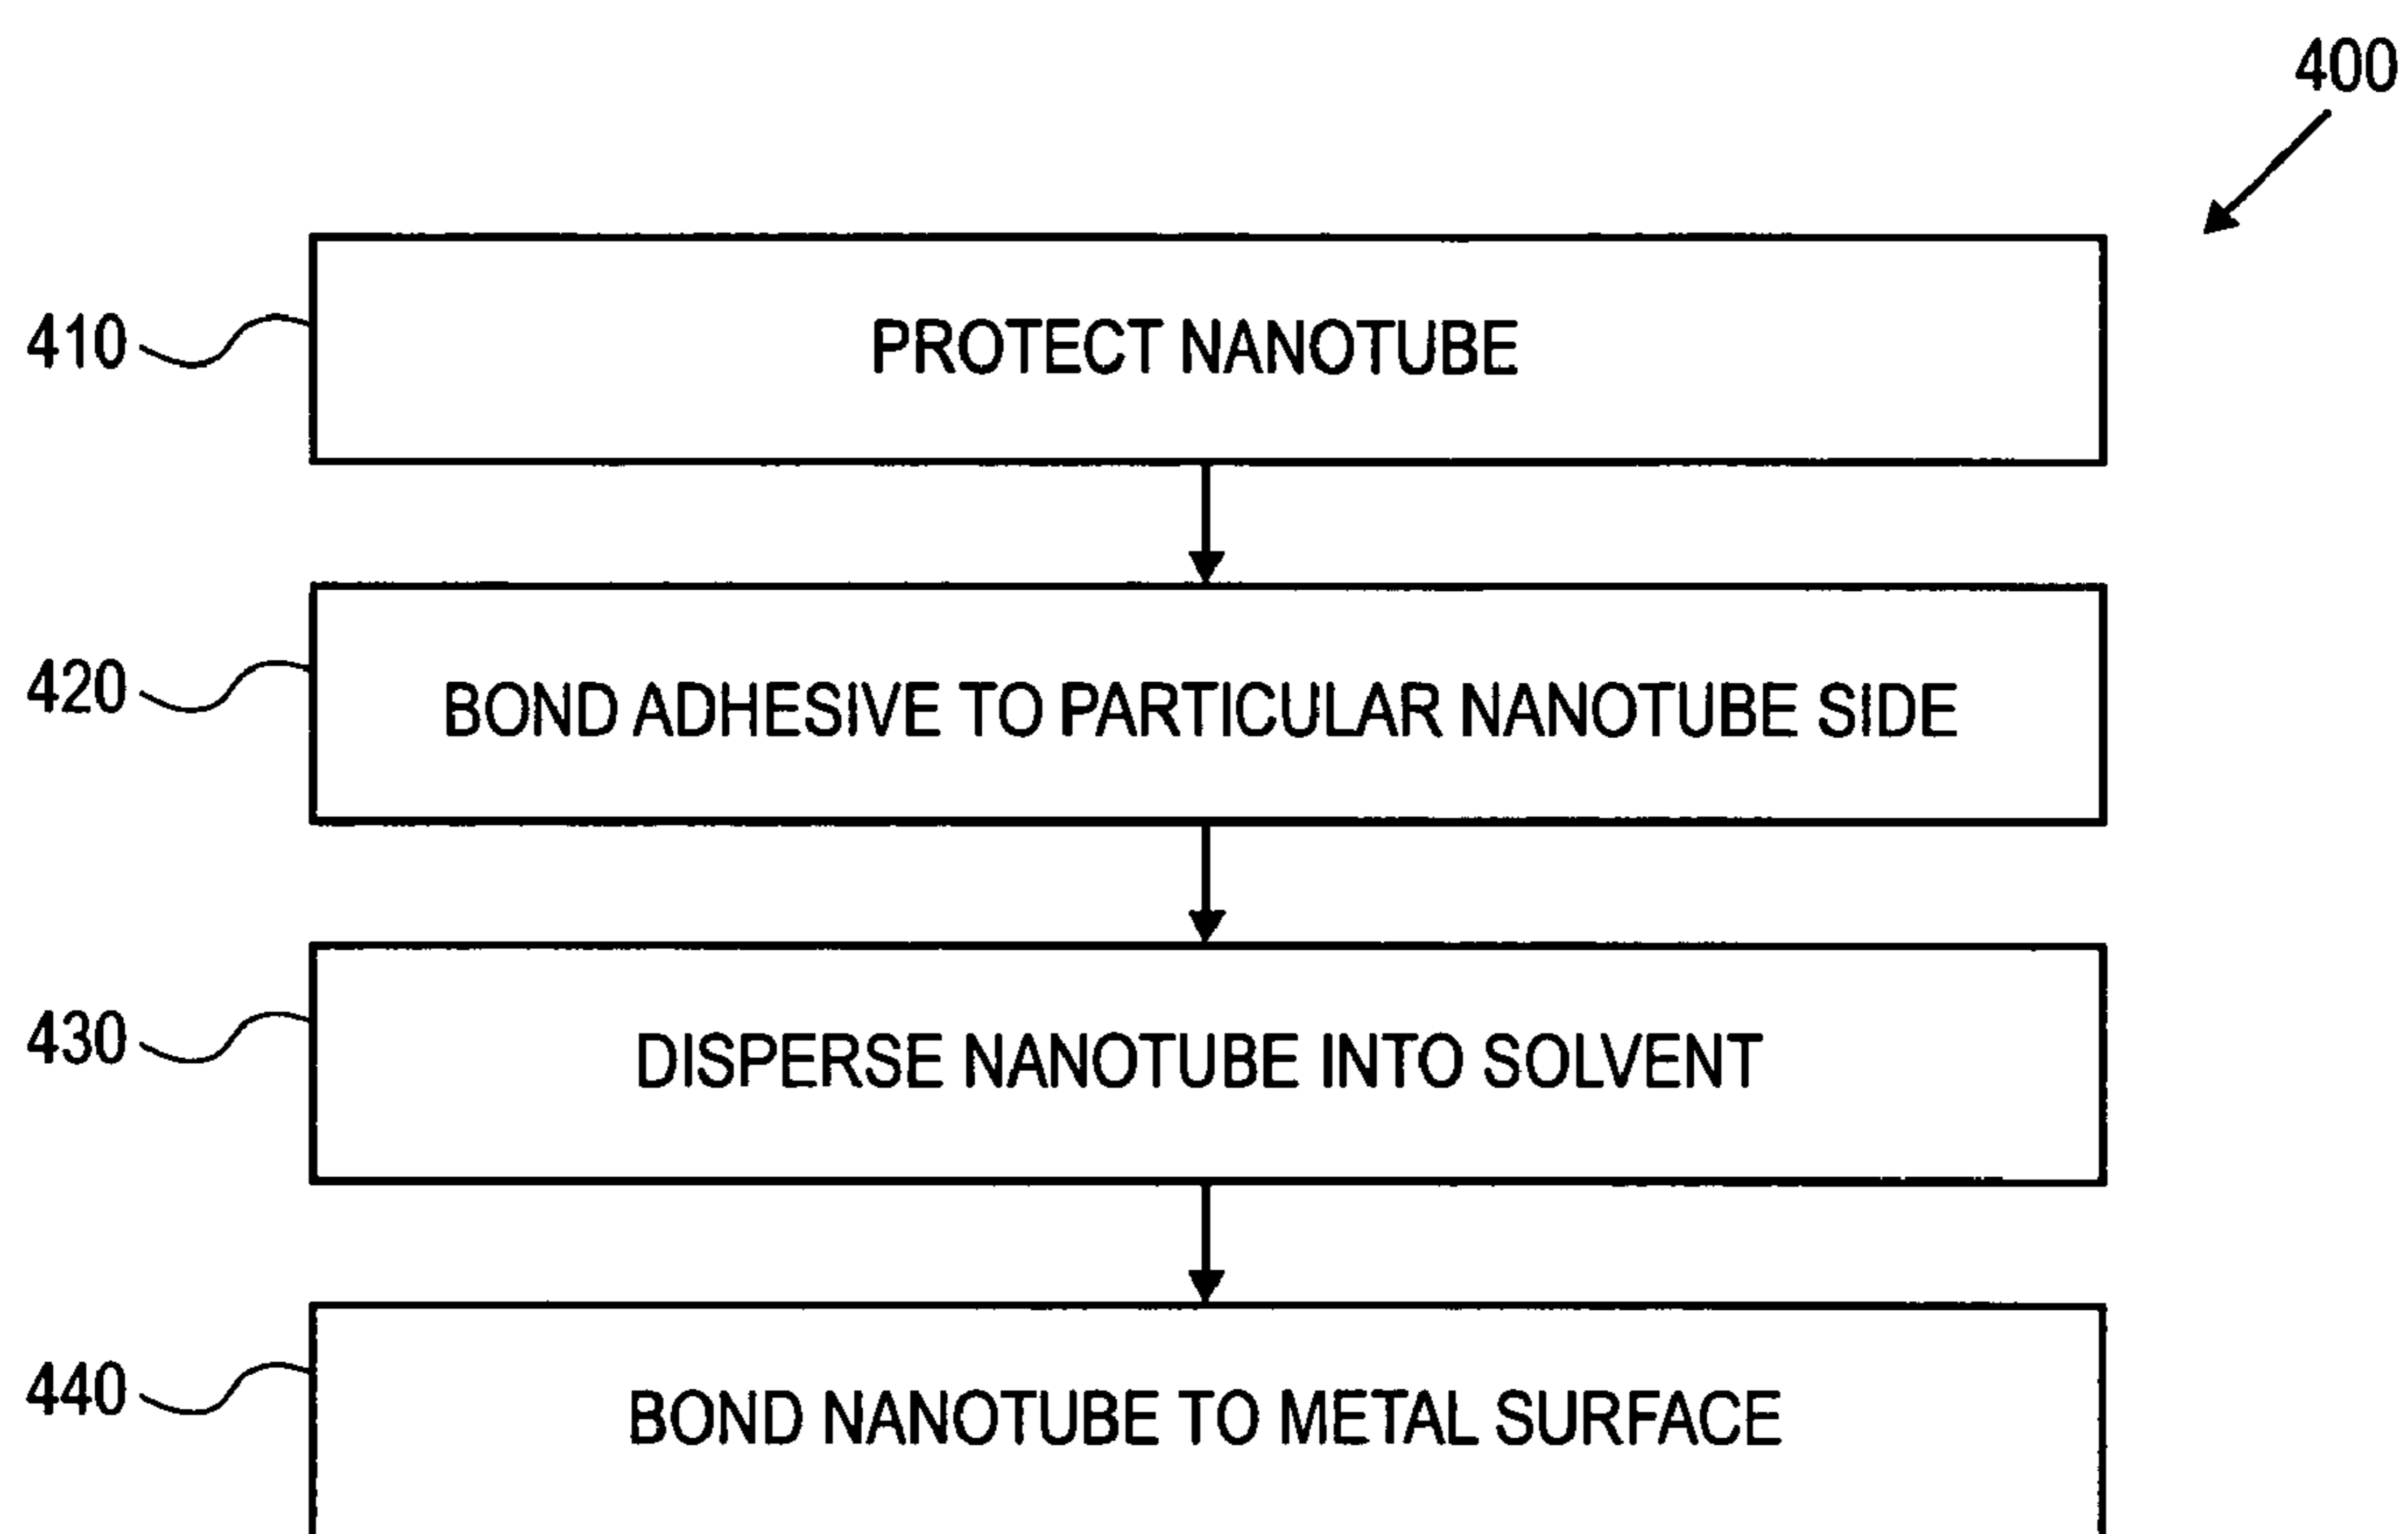 400
410
PROTECT NANOTUBE
420
BOND ADHESIVE TO PARTICULAR NANOTUBE SIDE
430
DISPERSE NANOTUBE INTO SOLVENT
440
BOND NANOTUBE TO METAL SURFACE